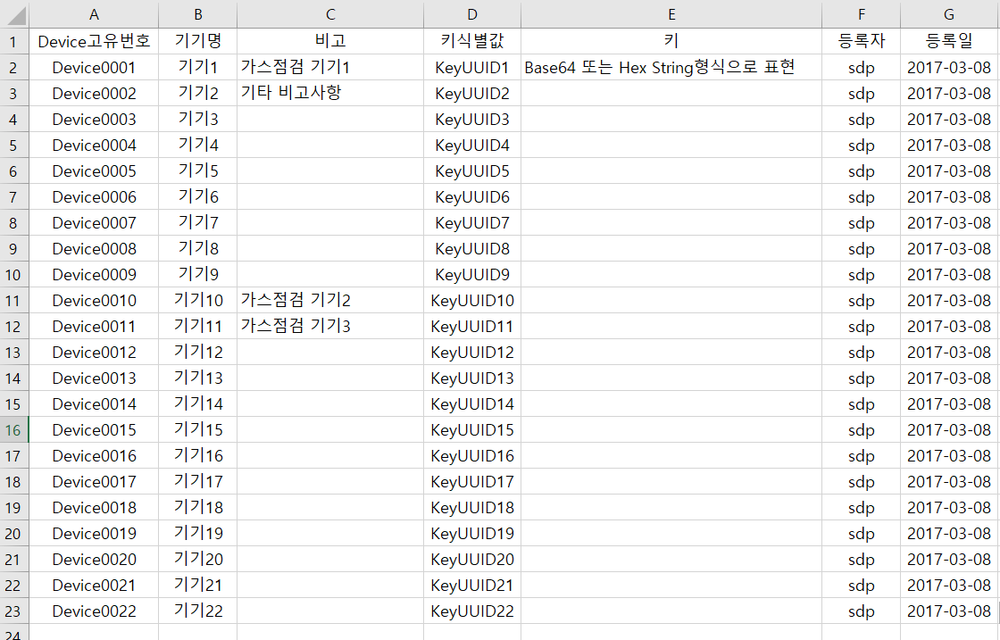 A B C D E F G
1 Device고유번호 기기명 비고 키식별값 키 등록자 등록일
2 Device0001 기기1 가스점검 기기1 KeyUUID1 Base64 또는 Hex String형식으로 표현 sdp 2017-03-08
3 Device0002 기기2 기타 비고사항 KeyUUID2 sdp 2017-03-08
4 Device0003 기기3 KeyUUID3 sdp 2017-03-08
5 Device0004 기기4 KeyUUID4 sdp 2017-03-08
6 Device0005 기기5 KeyUUID5 sdp 2017-03-08
7 Device0006 기기6 KeyUUID6 sdp 2017-03-08
8 Device0007 기기7 KeyUUID7 sdp 2017-03-08
9 Device0008 기기8 KeyUUID8 sdp 2017-03-08
10 Device0009 기기9 KeyUUID9 sdp 2017-03-08
11 Device0010 기기10 가스점검 기기2 KeyUUID10 sdp 2017-03-08
12 Device0011 기기11 가스점검 기기3 KeyUUID11 sdp 2017-03-08
13 Device0012 기기12 KeyUUID12 sdp 2017-03-08
14 Device0013 기기13 KeyUUID13 sdp 2017-03-08
15 Device0014 기기14 KeyUUID14 sdp 2017-03-08
16 Device0015 기기15 KeyUUID15 sdp 2017-03-08
17 Device0016 기기16 KeyUUID16 sdp 2017-03-08
18 Device0017 기기17 KeyUUID17 sdp 2017-03-08
19 Device0018 기기18 KeyUUID18 sdp 2017-03-08
20 Device0019 기기19 KeyUUID19 sdp 2017-03-08
21 Device0020 기기20 KeyUUID20 sdp 2017-03-08
22 Device0021 기기21 KeyUUID21 sdp 2017-03-08
23 Device0022 기기22 KeyUUID22 sdp 2017-03-08
24